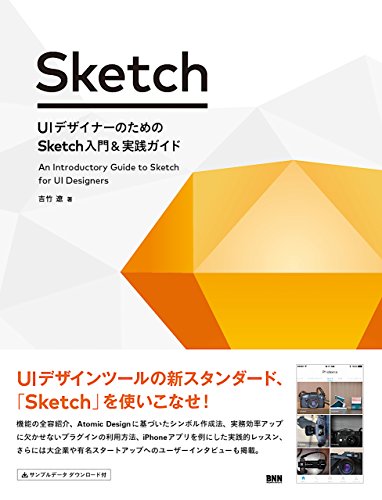 Sketch
UIデザイナーのための
Sketch入門&実践ガイド
An Introductory Guide to Sketch
for UI Designers
吉竹 遼 著
UIデザインツールの新スタンダード、
「Sketch」を使いこなせ!
機能の全容紹介、Atomic Designに基づいたシンボル作成法、実務効率アップ
に欠かせないプラグインの利用方法、iPhoneアプリを例にした実践的レッスン、
さらには大企業や有名スタートアップへのユーザーインタビューも掲載。
サンプルデータ ダウンロード付
BNN